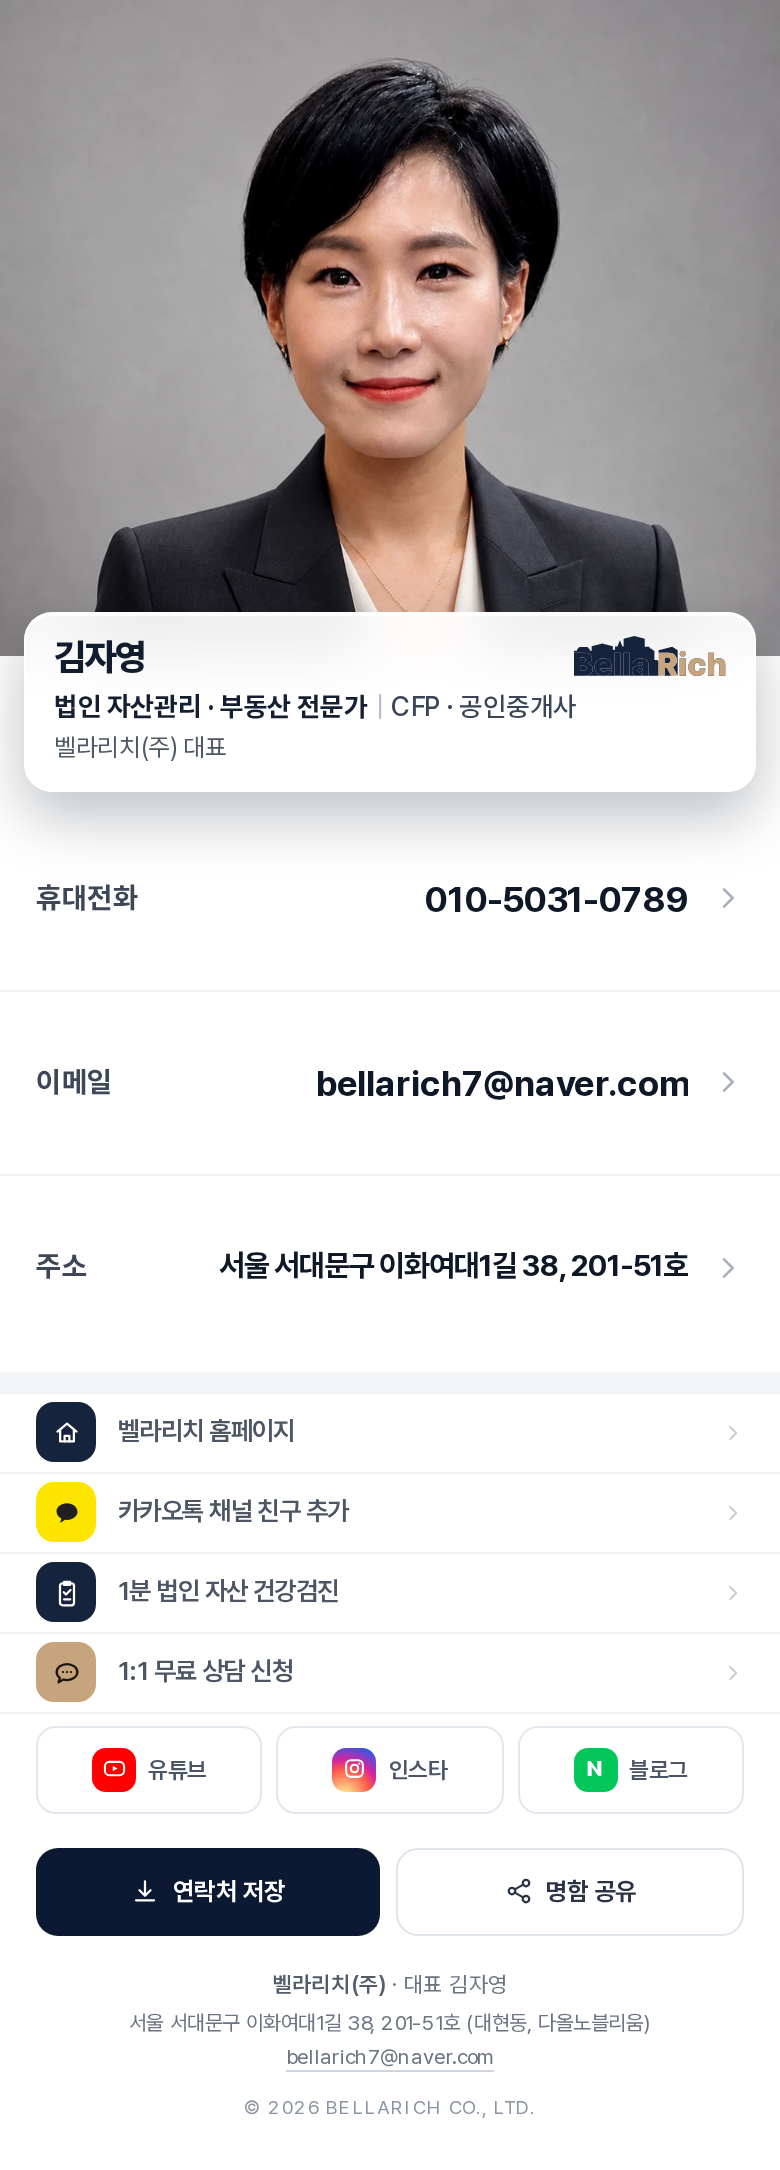 김자영
BellaRich
법인 자산관리 · 부동산 전문가 | CFP · 공인중개사
벨라리치(주) 대표
휴대전화 010-5031-0789
이메일 bellarich7@naver.com
주소 서울 서대문구 이화여대1길 38, 201-51호
벨라리치 홈페이지
카카오톡 채널 친구 추가
1분 법인 자산 건강검진
1:1 무료 상담 신청
유튜브 인스타 N 블로그
연락처 저장 명함 공유
벨라리치(주) · 대표 김자영
서울 서대문구 이화여대1길 38, 201-51호 (대현동, 다올노블리움)
bellarich7@naver.com
© 2026 BELLARICH CO., LTD.